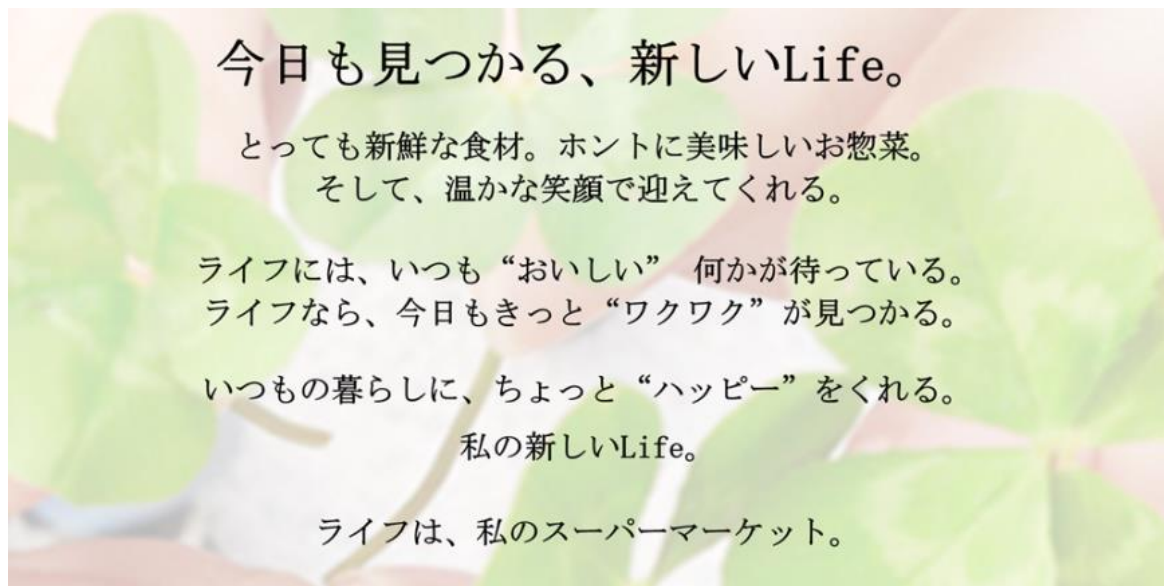 今日も見つかる、新しいLife。
とっても新鮮な食材。ホントに美味しいお惣菜。
そして、温かな笑顔で迎えてくれる。
ライフには、いつも“おいしい” 何かが待っている。
ライフなら、今日もきっと“ワクワク”が見つかる。
いつもの暮らしに、ちょっと“ハッピー”をくれる。
私の新しいLife。
ライフは、私のスーパーマーケット。